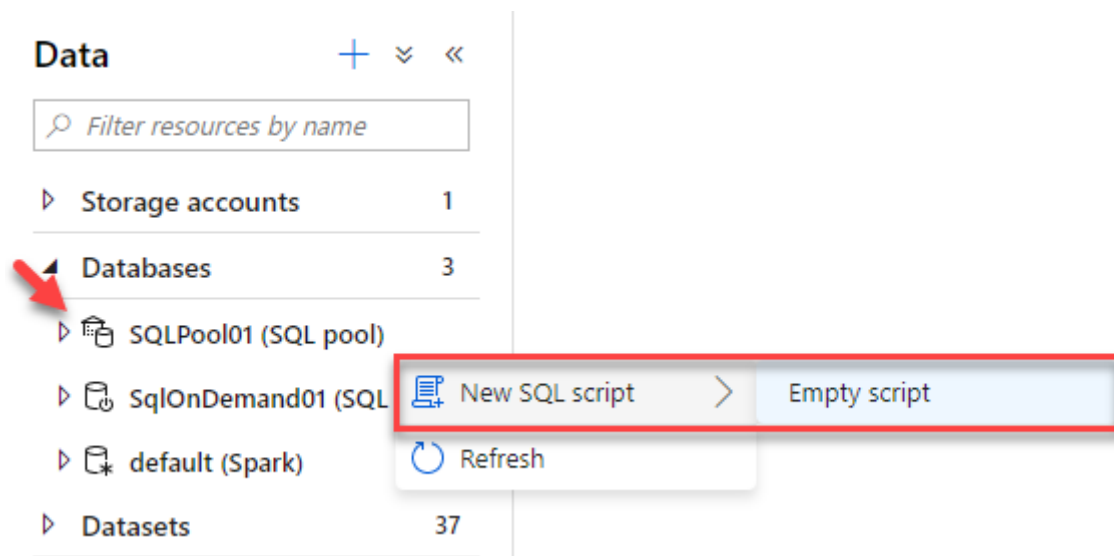 Data
Filter resources by name
Storage accounts 1
Databases 3
SQLPool01 (SQL pool)
SqlOnDemand01 (SQL
New SQL script Empty script
default (Spark)
Refresh
Datasets 37